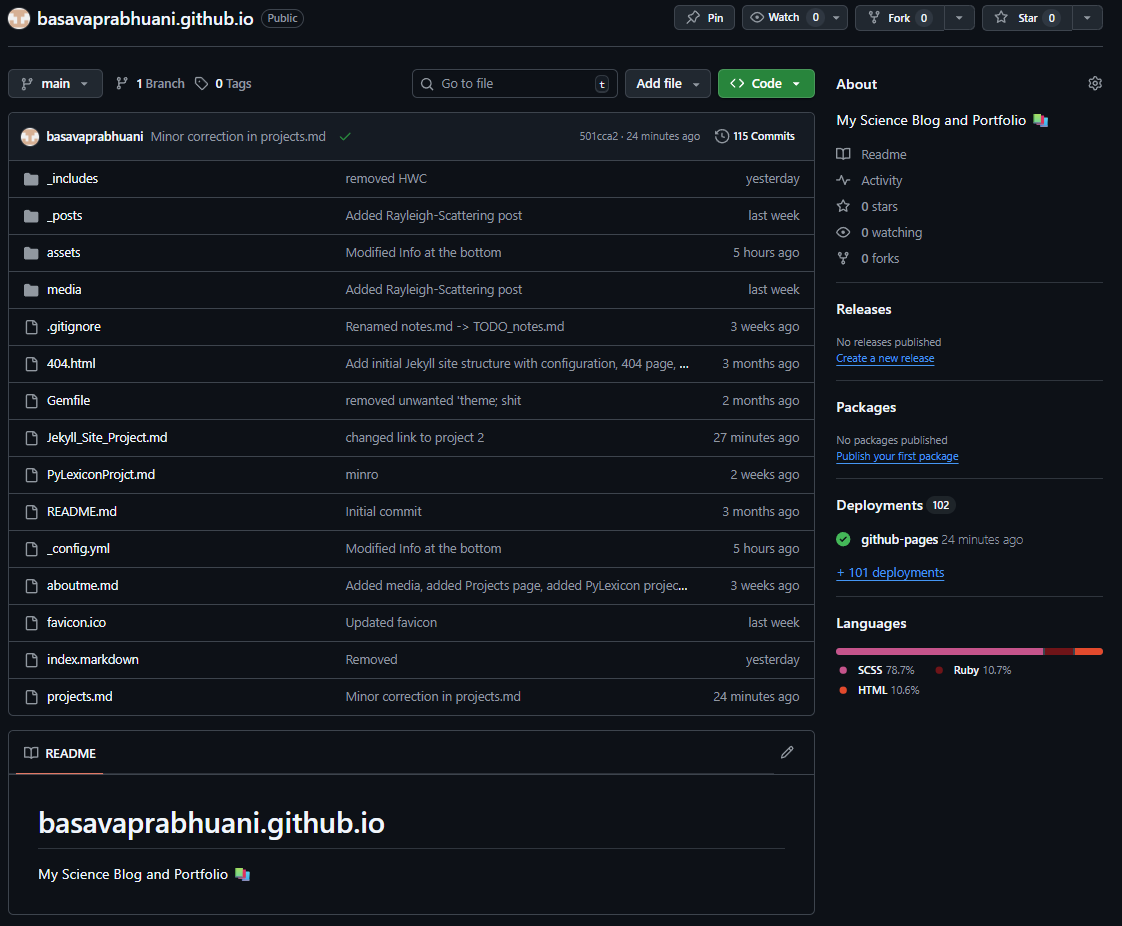 basavaprabhuani.github.io Public Pin Watch 0 Fork 0 Star 0
main 1 Branch 0 Tags Go to file t Add file Code
basavaprabhuani Minor correction in projects.md 501cca2 · 24 minutes ago 115 Commits
_includes removed HWC yesterday
_posts Added Rayleigh-Scattering post last week
assets Modified Info at the bottom 5 hours ago
media Added Rayleigh-Scattering post last week
.gitignore Renamed notes.md -> TODO_notes.md 3 weeks ago
404.html Add initial Jekyll site structure with configuration, 404 page, ... 3 months ago
Gemfile removed unwanted 'theme; shit 2 months ago
Jekyll_Site_Project.md changed link to project 2 27 minutes ago
PyLexiconProjct.md minro 2 weeks ago
README.md Initial commit 3 months ago
_config.yml Modified Info at the bottom 5 hours ago
aboutme.md Added media, added Projects page, added PyLexicon projec... 3 weeks ago
favicon.ico Updated favicon last week
index.markdown Removed yesterday
projects.md Minor correction in projects.md 24 minutes ago
README
basavaprabhuani.github.io
My Science Blog and Portfolio 📚
About
My Science Blog and Portfolio 📚
Readme
Activity
0 stars
0 watching
0 forks
Releases
No releases published
Create a new release
Packages
No packages published
Publish your first package
Deployments 102
github-pages 24 minutes ago
+ 101 deployments
Languages
SCSS 78.7% Ruby 10.7%
HTML 10.6%